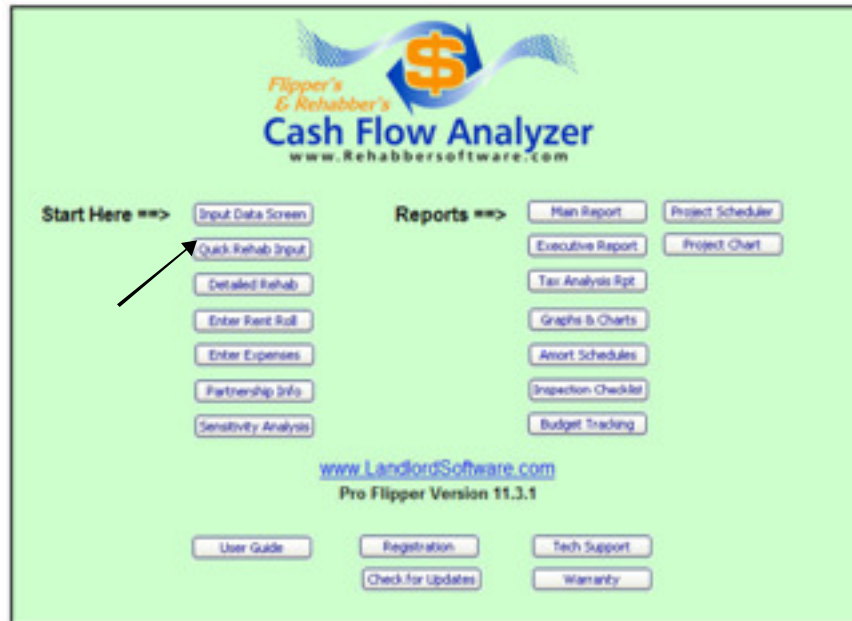 $
Flipper's
& Rehabber's
Cash Flow Analyzer
www.Rehabbersoftware.com
Start Here ==>
Input Data Screen
Quick Rehab Input
Detailed Rehab
Enter Rent Roll
Enter Expenses
Partnership Info
Sensitivity Analysis
Reports ==>
Main Report
Project Scheduler
Executive Report
Project Chart
Tax Analysis Rpt
Graphs & Charts
Amort Schedules
Inspection Checklist
Budget Tracking
www.LandlordSoftware.com
Pro Flipper Version 11.3.1
User Guide
Registration
Tech Support
Check for Updates
Warranty